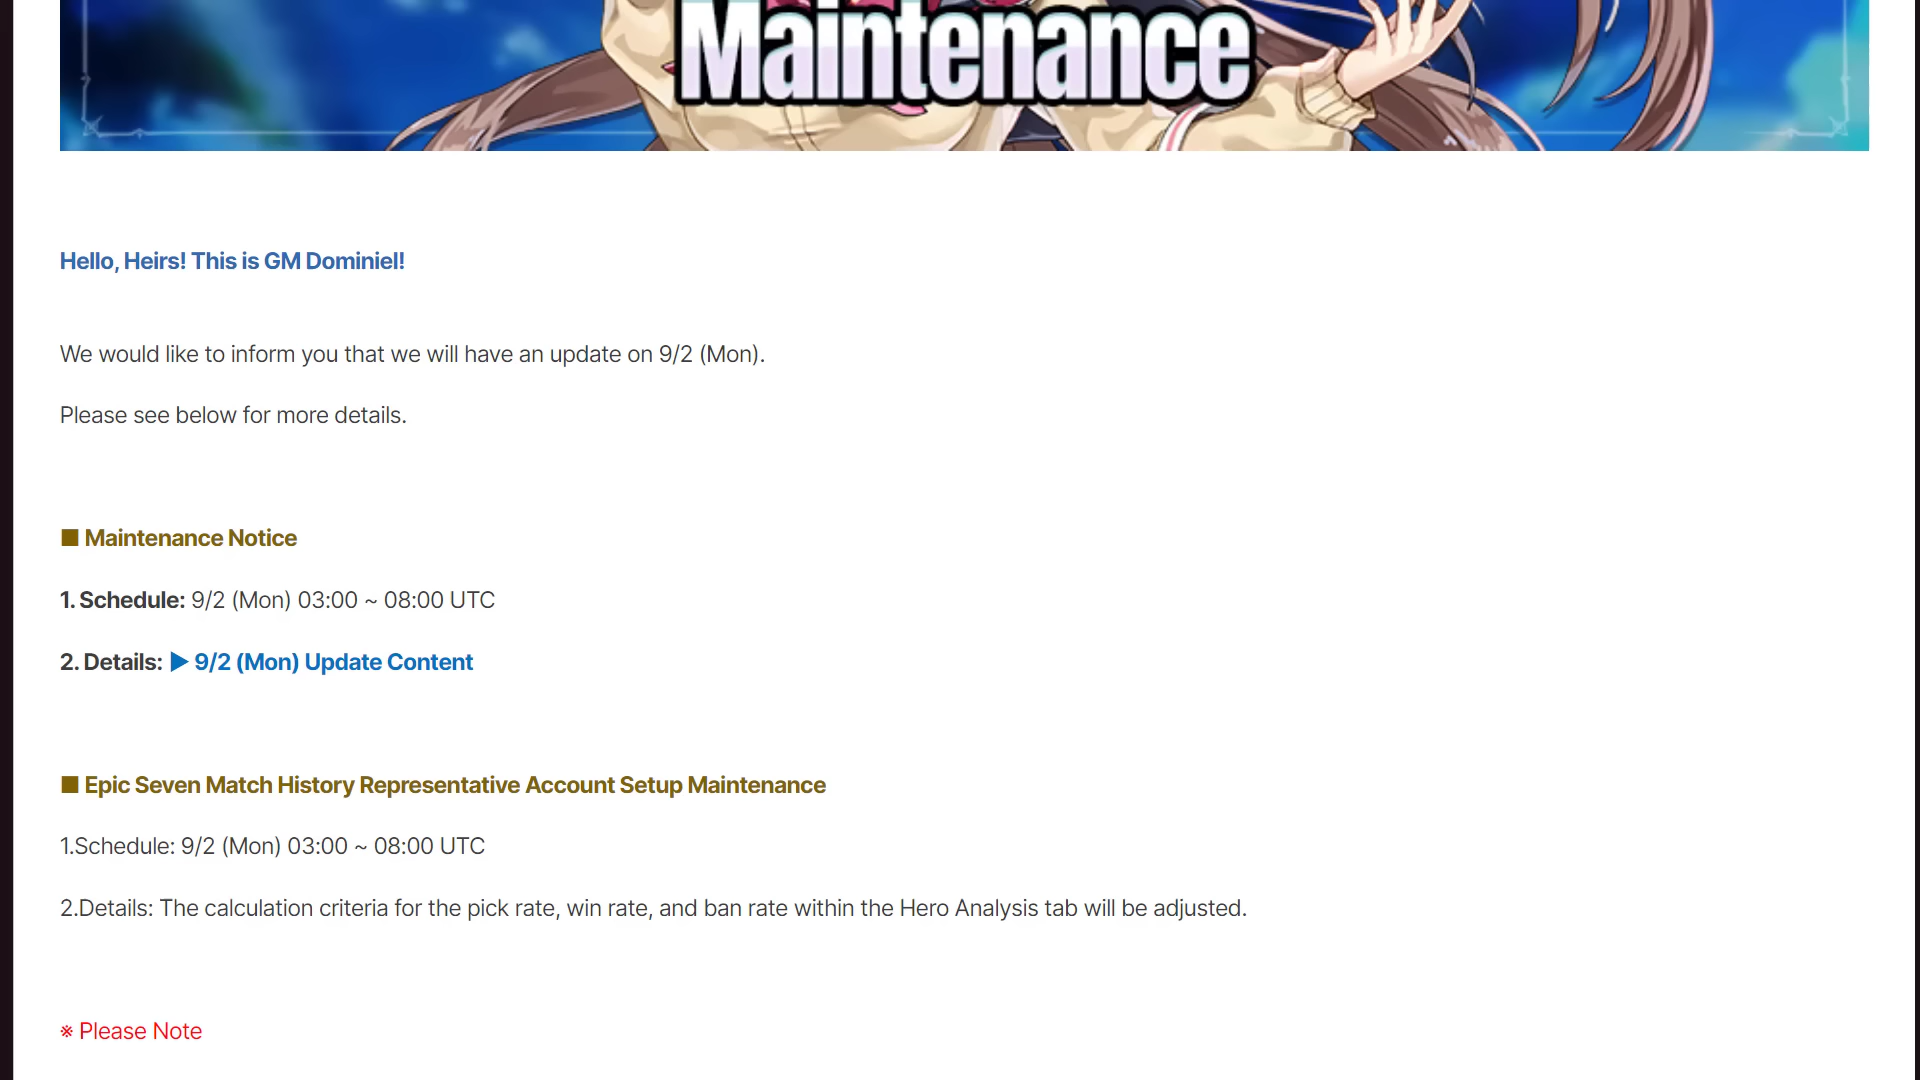 Maintenance
Hello, Heirs! This is GM Dominiel!
We would like to inform you that we will have an update on 9/2 (Mon).
Please see below for more details.
■ Maintenance Notice
1. Schedule: 9/2 (Mon) 03:00 ~ 08:00 UTC
2. Details: ▶ 9/2 (Mon) Update Content
■ Epic Seven Match History Representative Account Setup Maintenance
1.Schedule: 9/2 (Mon) 03:00 ~ 08:00 UTC
2.Details: The calculation criteria for the pick rate, win rate, and ban rate within the Hero Analysis tab will be adjusted.
※ Please Note